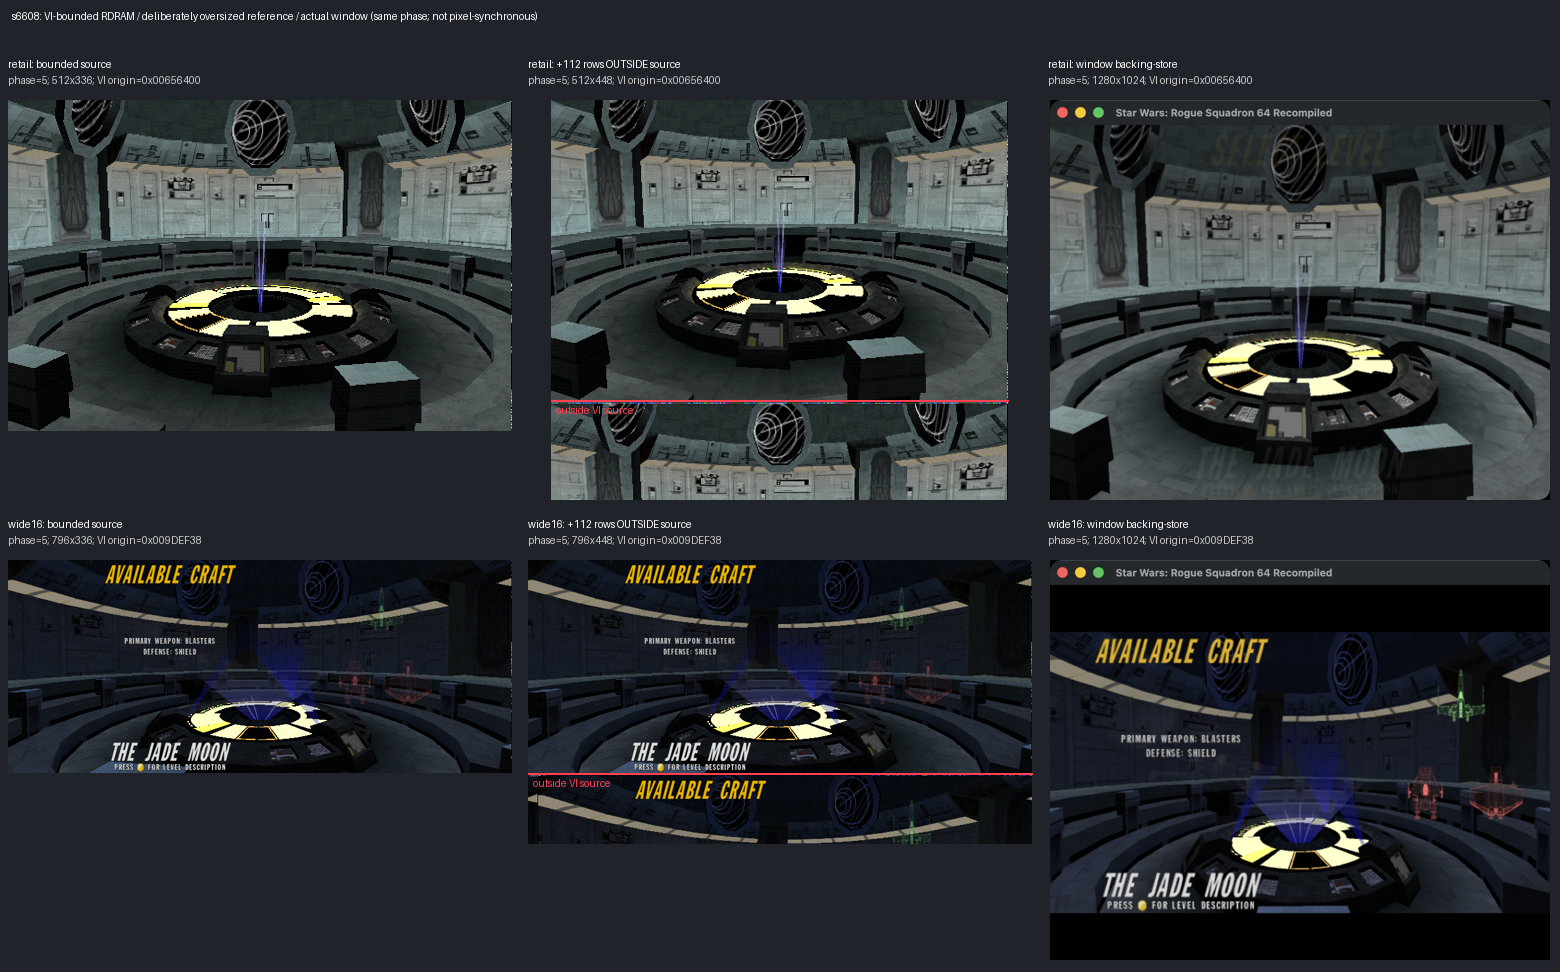 s6608: VI-bounded RDRAM / deliberately oversized reference / actual window (same phase; not pixel-synchronous)
retail: bounded source
phase=5; 512x336; VI origin=0x00656400
retail: +112 rows OUTSIDE source
phase=5; 512x448; VI origin=0x00656400
outside VI source
retail: window backing-store
phase=5; 1280x1024; VI origin=0x00656400
Star Wars: Rogue Squadron 64 Recompiled
SELECT LEVEL
THE JADE MOON
wide16: bounded source
phase=5; 796x336; VI origin=0x009DEF38
AVAILABLE CRAFT
PRIMARY WEAPON: BLASTERS
DEFENSE: SHIELD
THE JADE MOON
PRESS FOR LEVEL DESCRIPTION
wide16: +112 rows OUTSIDE source
phase=5; 796x448; VI origin=0x009DEF38
AVAILABLE CRAFT
PRIMARY WEAPON: BLASTERS
DEFENSE: SHIELD
THE JADE MOON
PRESS FOR LEVEL DESCRIPTION
outside VI source
AVAILABLE CRAFT
wide16: window backing-store
phase=5; 1280x1024; VI origin=0x009DEF38
Star Wars: Rogue Squadron 64 Recompiled
AVAILABLE CRAFT
PRIMARY WEAPON: BLASTERS
DEFENSE: SHIELD
THE JADE MOON
PRESS FOR LEVEL DESCRIPTION